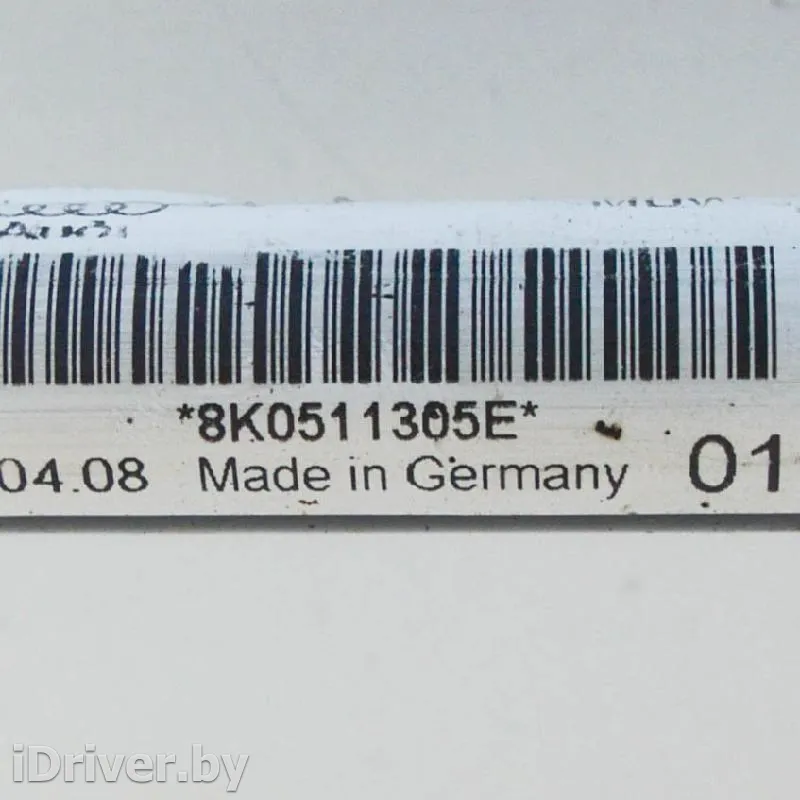 *8K0511305E*
04.08 Made in Germany 01
iDriver.by